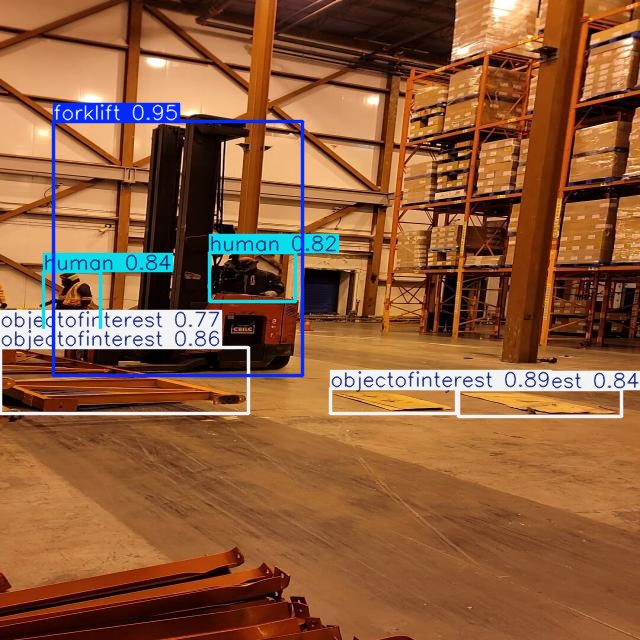 forklift 0.95
human 0.82
human 0.84
objectofinterest 0.77
objectofinterest 0.86
objectofinterest 0.89
est 0.84